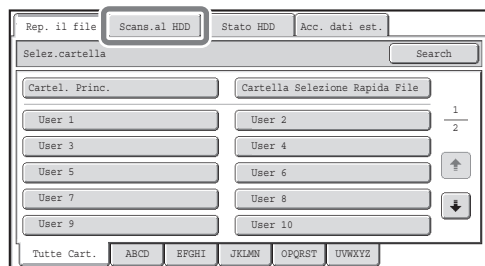 Rep. il file Scans.al HDD Stato HDD Acc. dati est.
Selez.cartella Search
Cartel. Princ. Cartella Selezione Rapida File
User 1 User 2
1
2
User 3 User 4
User 5 User 6
User 7 User 8
User 9 User 10
Tutte Cart. ABCD EFGHI JKLMN OPQRST UVWXYZ